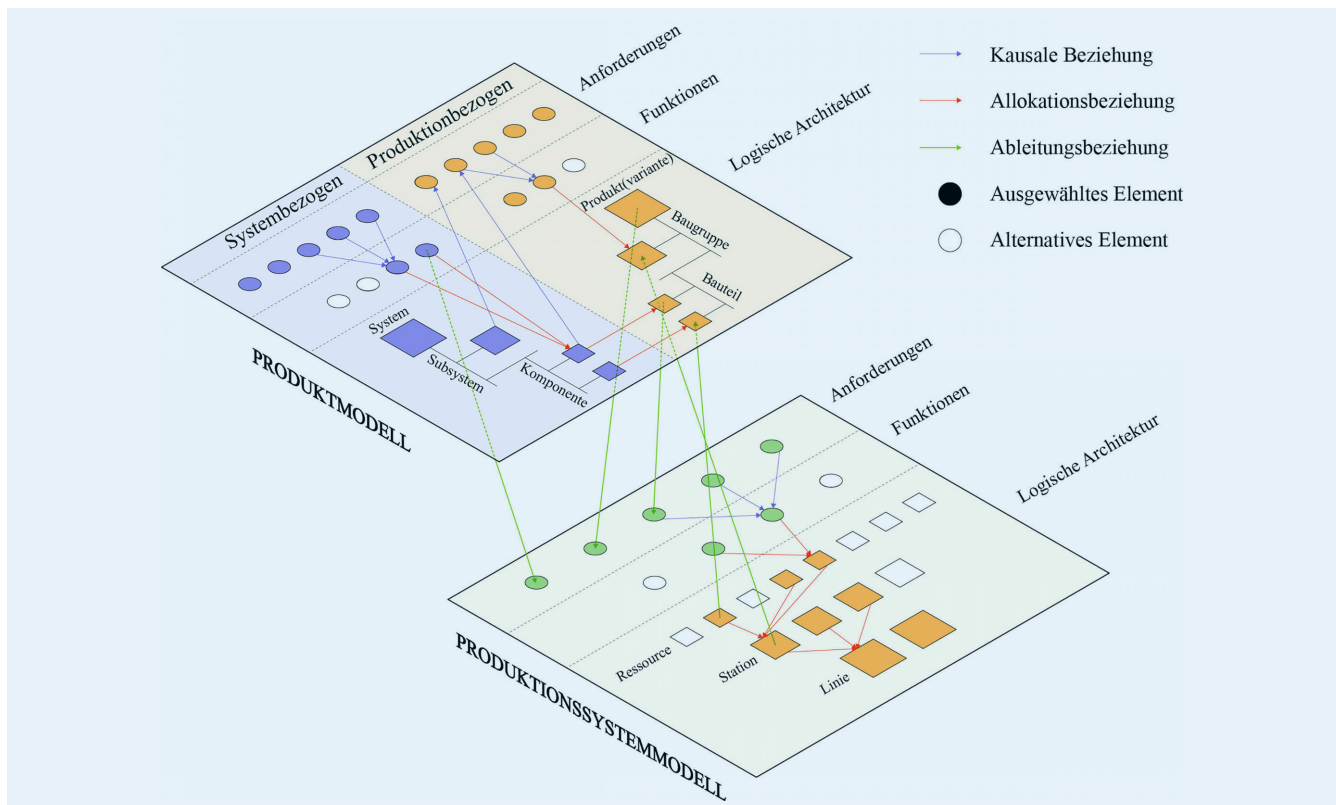 Anforderungen
Funktionen
Logische Architektur
Produktionbezogen
Systembezogen
Produkt(variante)
Baugruppe
Bauteil
System
Subsystem
Komponente
PRODUKTMODELL
Kausale Beziehung
Allokationsbeziehung
Ableitungsbeziehung
Ausgewähltes Element
Alternatives Element
Anforderungen
Funktionen
Logische Architektur
Ressource
Station
Linie
PRODUKTIONSSYSTEMMODELL